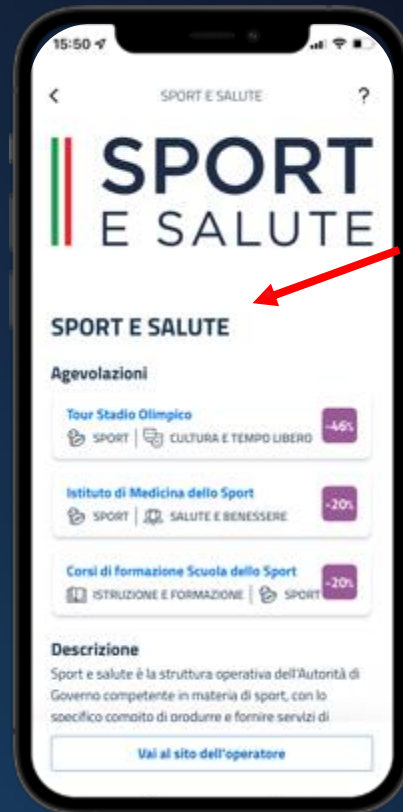 15:50
SPORT E SALUTE ?
SPORT
E SALUTE
SPORT E SALUTE
Agevolazioni
Tour Stadio Olimpico
SPORT | CULTURA E TEMPO LIBERO
-46%
Istituto di Medicina dello Sport
SPORT | SALUTE E BENESSERE
-20%
Corsi di formazione Scuola dello Sport
ISTRUZIONE E FORMAZIONE | SPORT
-20%
Descrizione
Sport e salute è la struttura operativa dell'Autorità di
Governo competente in materia di sport, con lo
specifico compito di produrre e fornire servizi di
Vai al sito dell'operatore